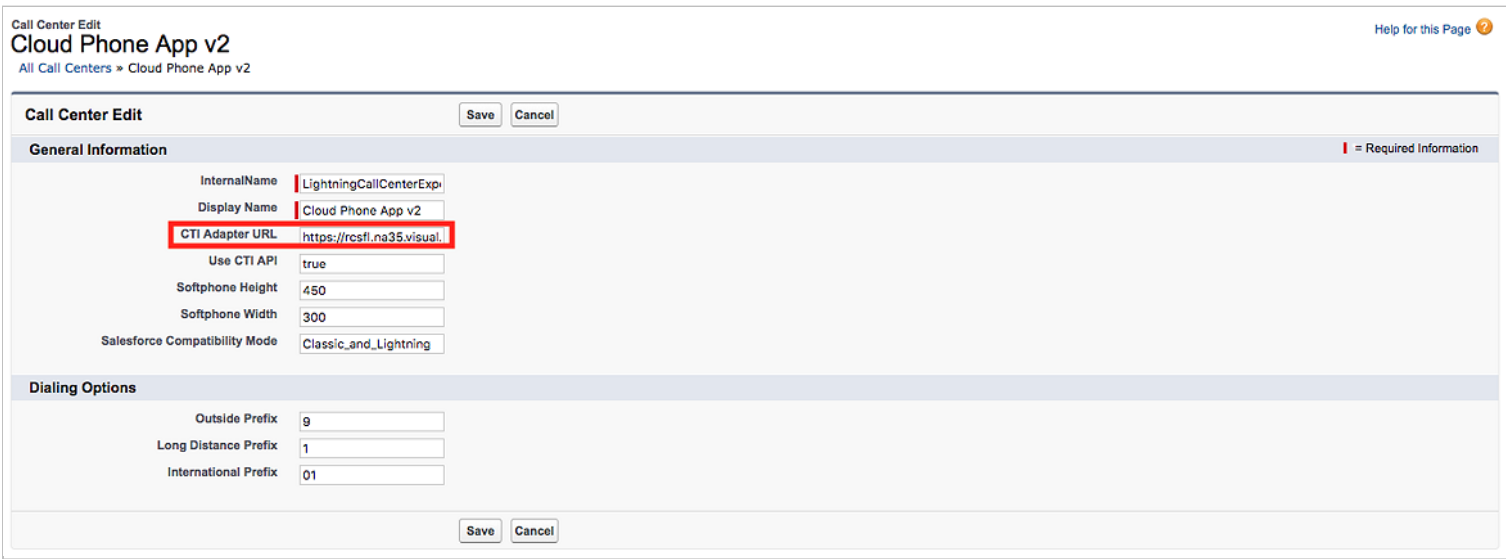 Call Center Edit
Cloud Phone App v2
Help for this Page ?
All Call Centers » Cloud Phone App v2
Call Center Edit Save Cancel
General Information = Required Information
InternalName LightningCallCenterExp
Display Name Cloud Phone App v2
CTI Adapter URL https://rcsfl.na35.visual.
Use CTI API true
Softphone Height 450
Softphone Width 300
Salesforce Compatibility Mode Classic_and_Lightning
Dialing Options
Outside Prefix 9
Long Distance Prefix 1
International Prefix 01
Save Cancel